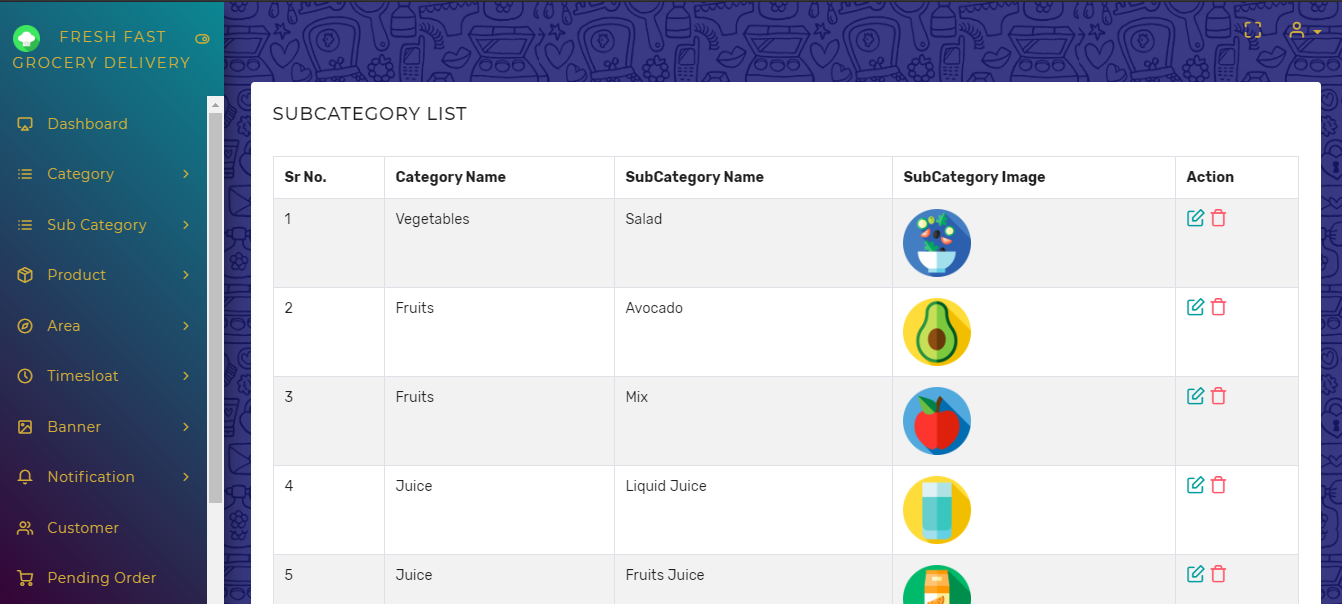 FRESH FAST
GROCERY DELIVERY
Dashboard
Category
Sub Category
Product
Area
Timesloat
Banner
Notification
Customer
Pending Order
SUBCATEGORY LIST
Sr No. Category Name SubCategory Name SubCategory Image Action
1 Vegetables Salad
2 Fruits Avocado
3 Fruits Mix
4 Juice Liquid Juice
5 Juice Fruits Juice